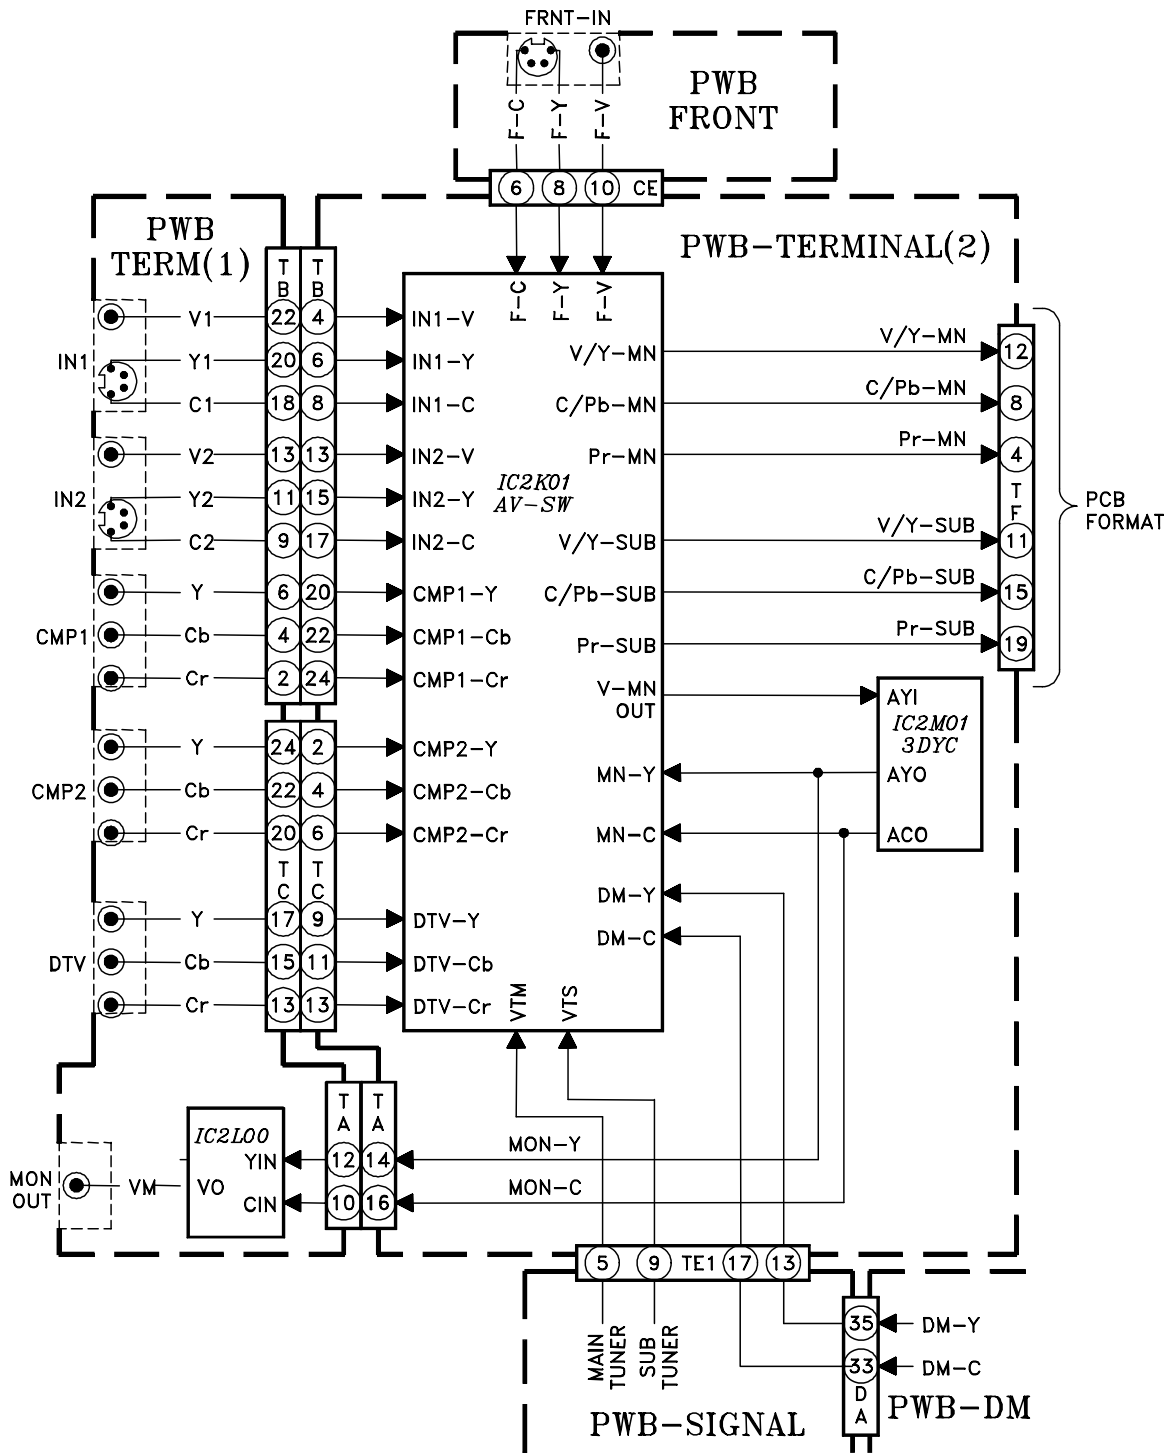 FRNT-IN
PWB
FRONT
F-C
F-Y
F-V
6 8 10 CE
PWB
TERM(1)
PWB-TERMINAL(2)
TB TB
F-C
F-Y
F-V
IN1
V1 22 4 IN1-V
Y1 20 6 IN1-Y
C1 18 8 IN1-C
IN2
V2 13 13 IN2-V
Y2 11 15 IN2-Y
C2 9 17 IN2-C
CMP1
Y 6 20 CMP1-Y
Cb 4 22 CMP1-Cb
Cr 2 24 CMP1-Cr
CMP2
Y 24 2 CMP2-Y
Cb 22 4 CMP2-Cb
Cr 20 6 CMP2-Cr
TC TC
DTV
Y 17 9 DTV-Y
Cb 15 11 DTV-Cb
Cr 13 13 DTV-Cr
IC2K01
AV-SW
V/Y-MN V/Y-MN 12
C/Pb-MN C/Pb-MN 8
Pr-MN Pr-MN 4
TF
V/Y-SUB V/Y-SUB 11
C/Pb-SUB C/Pb-SUB 15
Pr-SUB Pr-SUB 19
PCB
FORMAT
V-MN
OUT
AYI
IC2M01
3DYC
MN-Y AYO
MN-C ACO
DM-Y
DM-C
VTM
VTS
TA TA
IC2L00
YIN 12 14 MON-Y
MON
OUT
VM VO
CIN 10 16 MON-C
5 9 TE1 17 13
MAIN
TUNER
SUB
TUNER
35 DM-Y
33 DM-C
DA
PWB-SIGNAL
PWB-DM